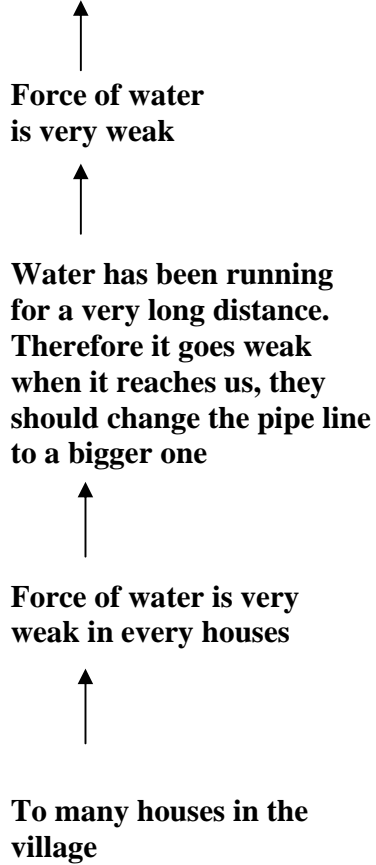 Force of water
is very weak
Water has been running
for a very long distance.
Therefore it goes weak
when it reaches us, they
should change the pipe line
to a bigger one
Force of water is very
weak in every houses
To many houses in the
village